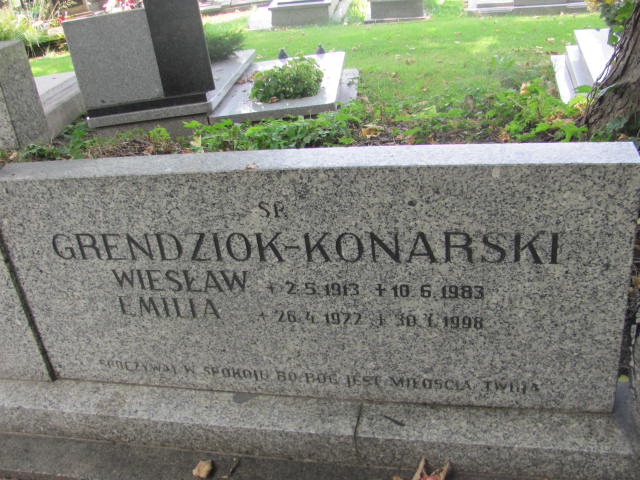 SP.
GRENDZIOK-KONARSKI
WIESŁAW + 2.5.1913 + 10.6.1983
EMILIA + 26.4.1922 + 30.1.1998
SPOCZYWAJ W SPOKOJU BO BÓG JEST MIŁOŚCIĄ TWOJĄ